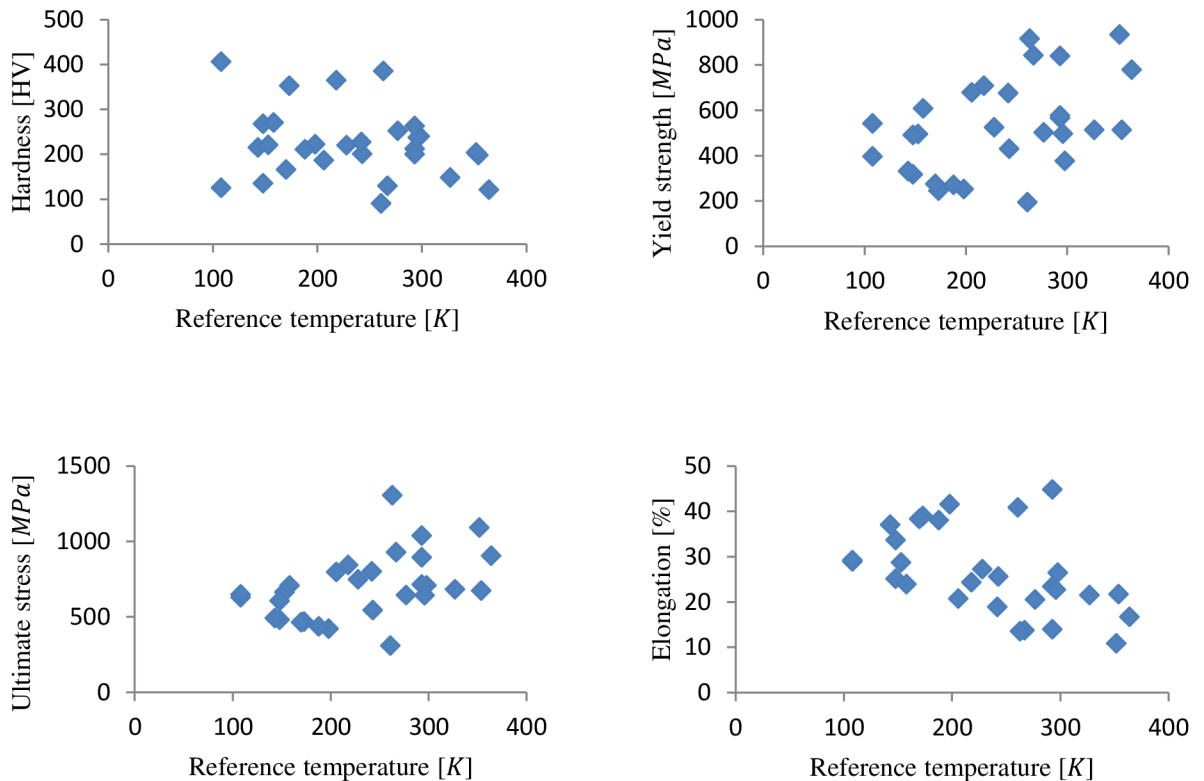 500
400
300
200
100
0
Hardness [HV]
0 100 200 300 400
Reference temperature [K]
1000
800
600
400
200
0
Yield strength [MPa]
0 100 200 300 400
Reference temperature [K]
1500
1000
500
0
Ultimate stress [MPa]
0 100 200 300 400
Reference temperature [K]
50
40
30
20
10
0
Elongation [%]
0 100 200 300 400
Reference temperature [K]